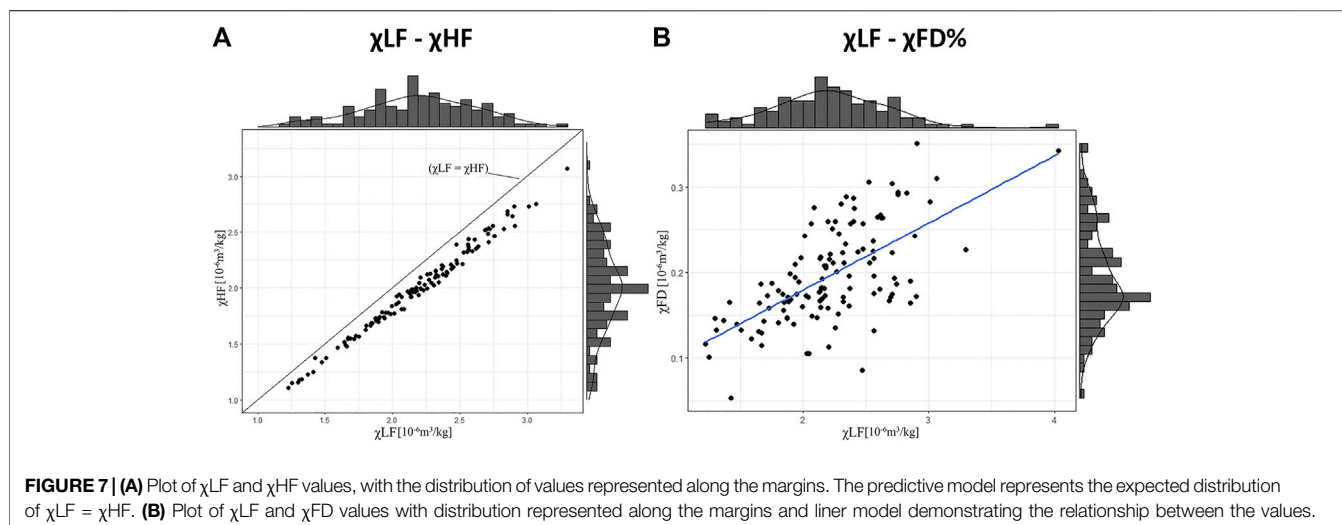 A
χLF - χHF
(χLF = χHF)
3.0
2.5
2.0
1.5
1.0
χHF [10-6m³/kg]
1.0 1.5 2.0 2.5 3.0
χLF[10-6m³/kg]
B
χLF - χFD%
0.3
0.2
0.1
χFD [10-6m³/kg]
2 3 4
χLF[10-6m³/kg]
FIGURE 7 | (A) Plot of χLF and χHF values, with the distribution of values represented along the margins. The predictive model represents the expected distribution
of χLF = χHF. (B) Plot of χLF and χFD values with distribution represented along the margins and liner model demonstrating the relationship between the values.